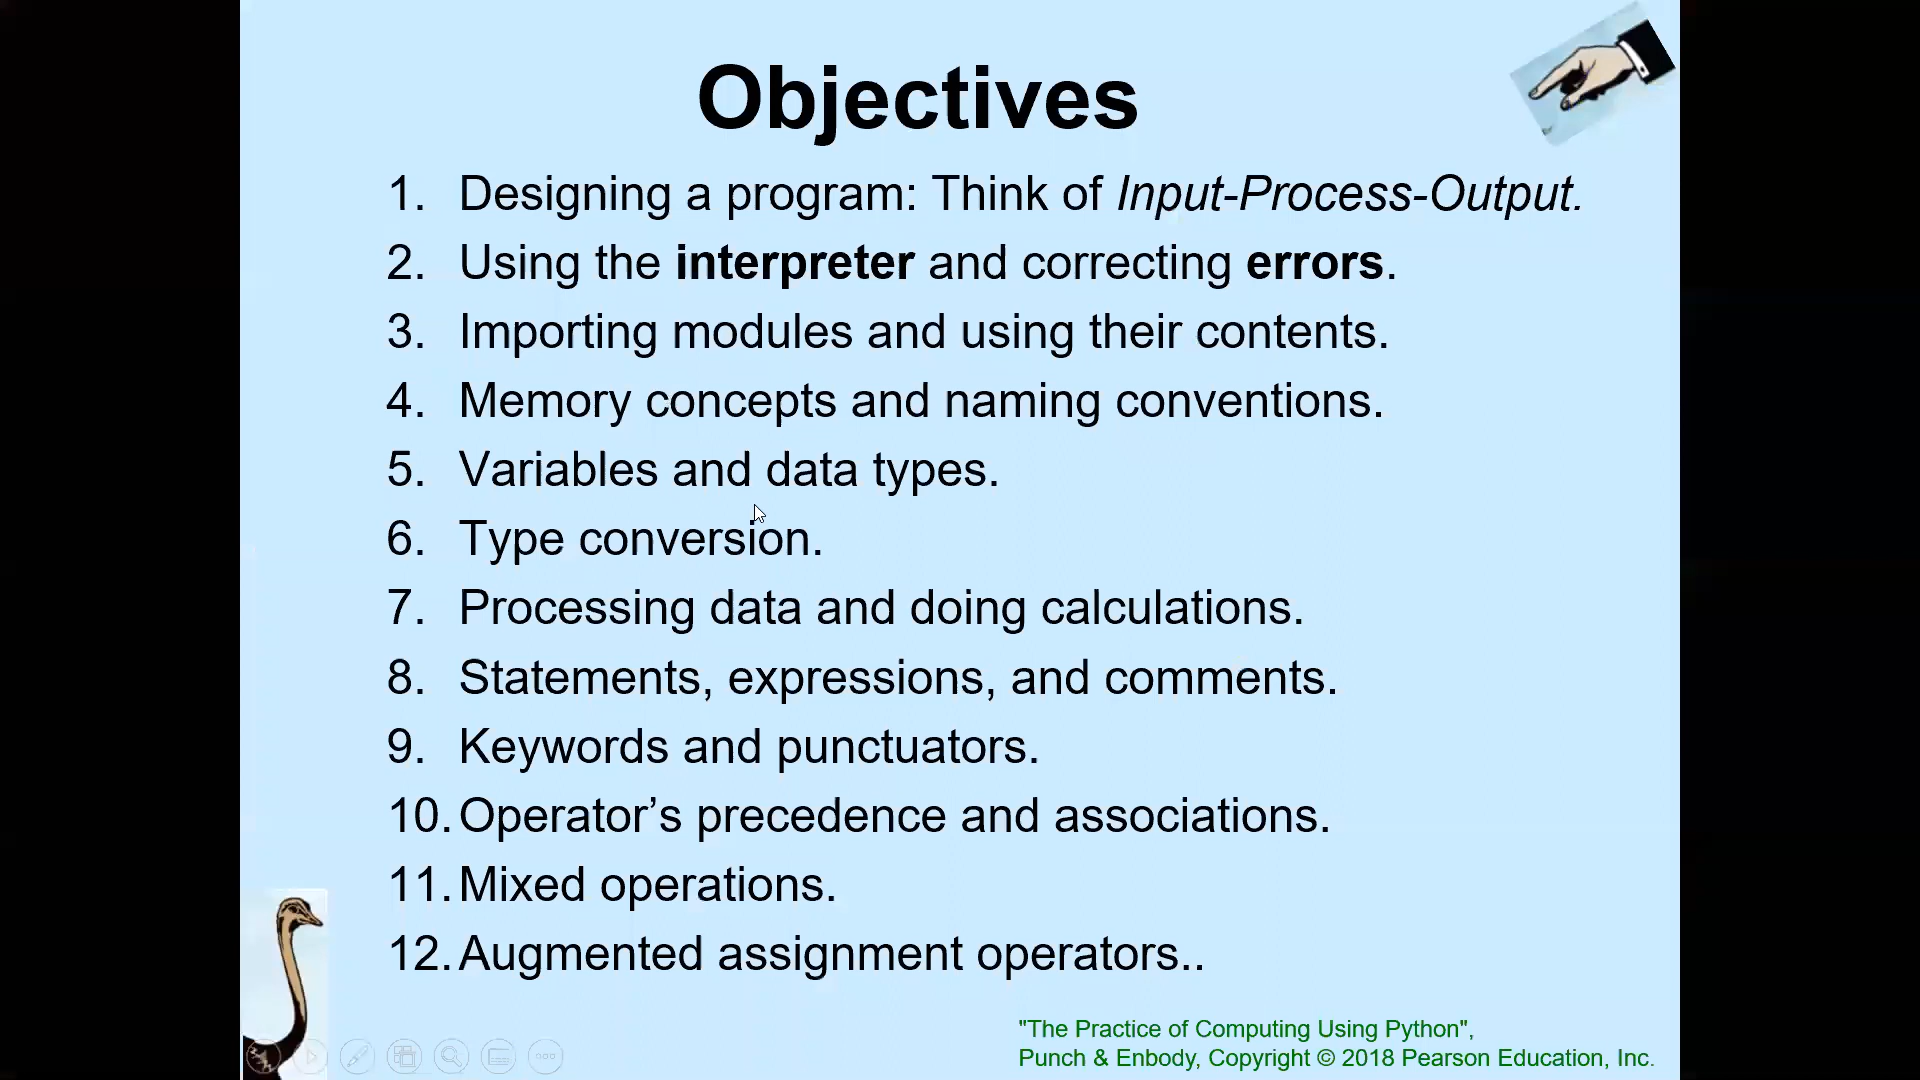 Objectives
1. Designing a program: Think of Input-Process-Output.
2. Using the interpreter and correcting errors.
3. Importing modules and using their contents.
4. Memory concepts and naming conventions.
5. Variables and data types.
6. Type conversion.
7. Processing data and doing calculations.
8. Statements, expressions, and comments.
9. Keywords and punctuators.
10. Operator’s precedence and associations.
11. Mixed operations.
12. Augmented assignment operators..
"The Practice of Computing Using Python",
Punch & Enbody, Copyright © 2018 Pearson Education, Inc.